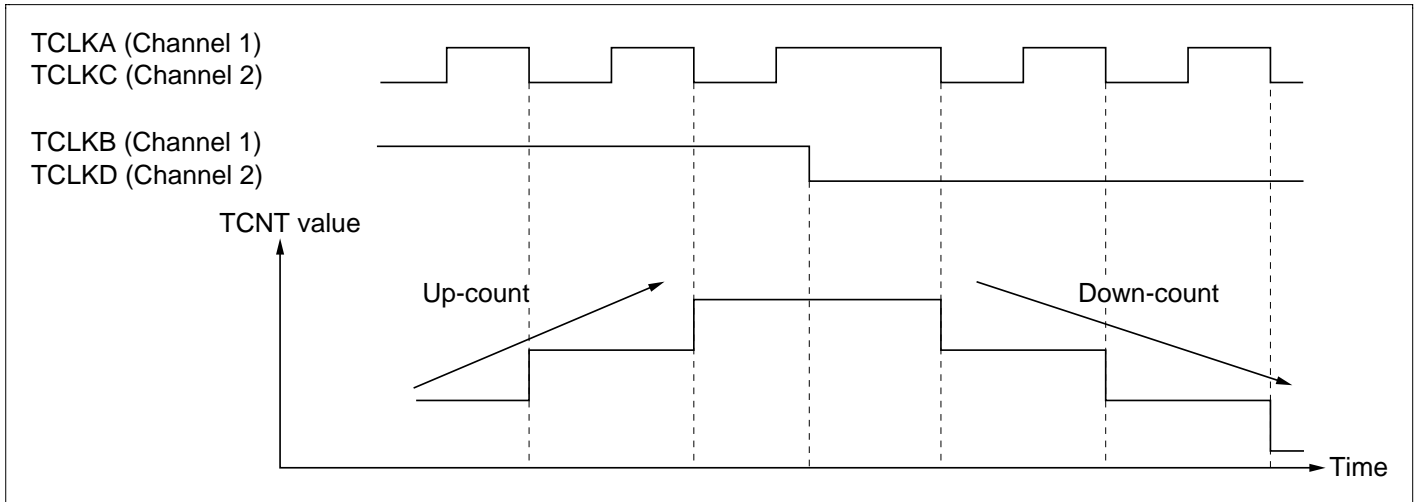 TCLKA (Channel 1)
TCLKC (Channel 2)
TCLKB (Channel 1)
TCLKD (Channel 2)
TCNT value
Up-count
Down-count
Time